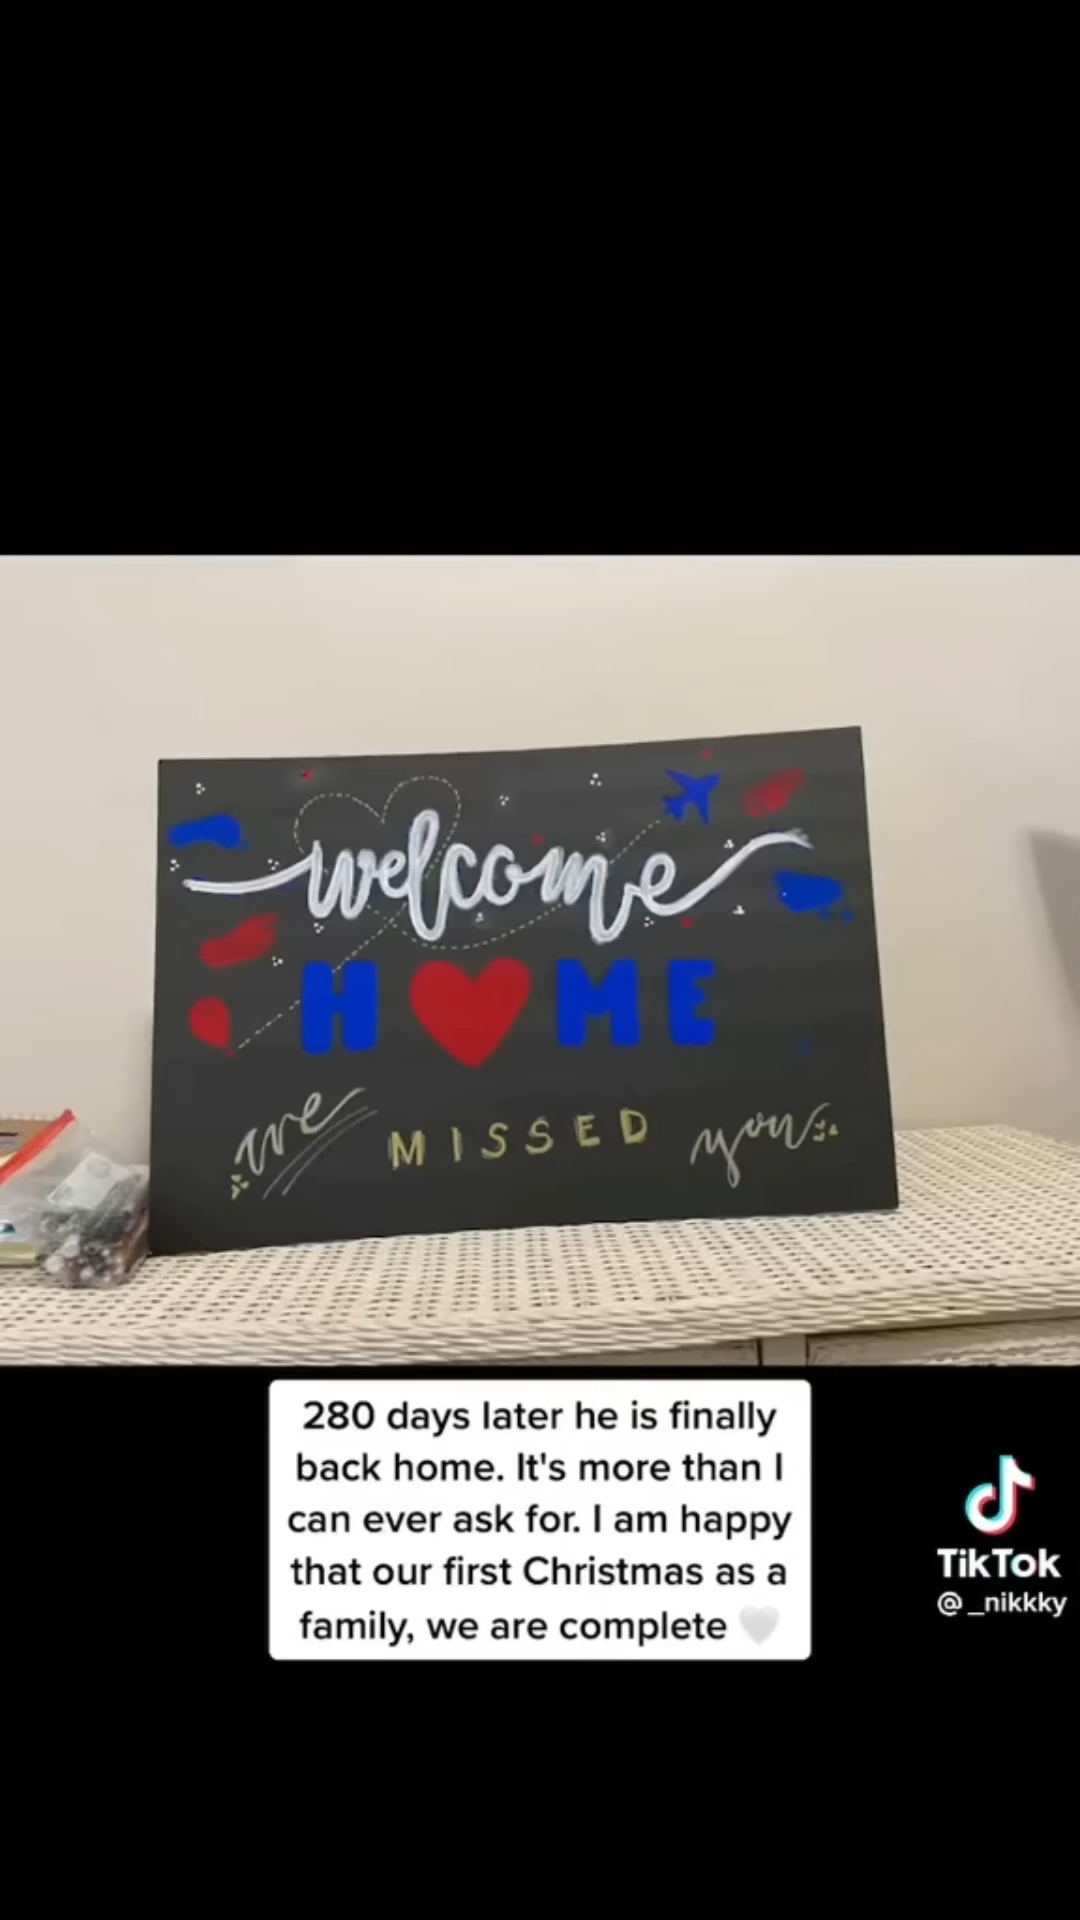 welcome
H❤ME
we MISSED you
280 days later he is finally
back home. It's more than I
can ever ask for. I am happy
that our first Christmas as a
family, we are complete 🤍
TikTok
@_nikkky